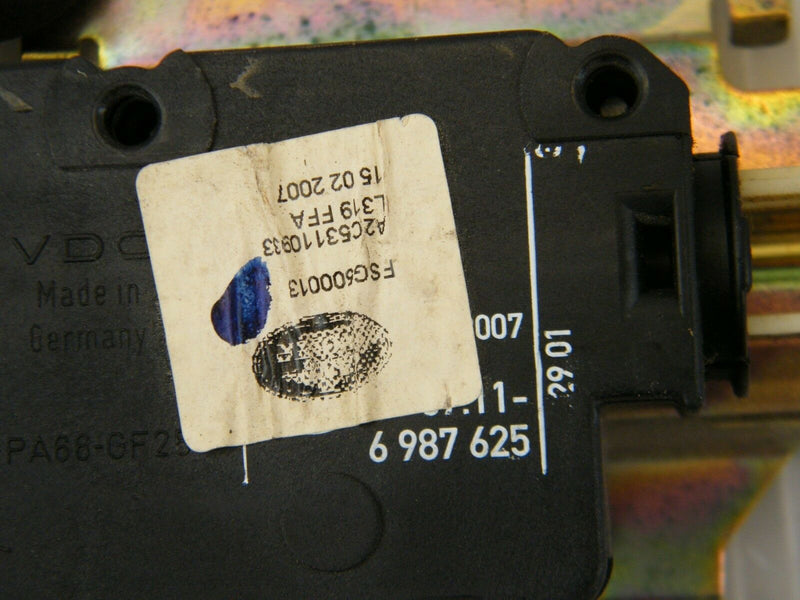 VDO
Made in
Germany
PA66-GF25
FSG600013
A2C53110933
L319 FFA
15 02 2007
007
11-
6 987 625
29 01